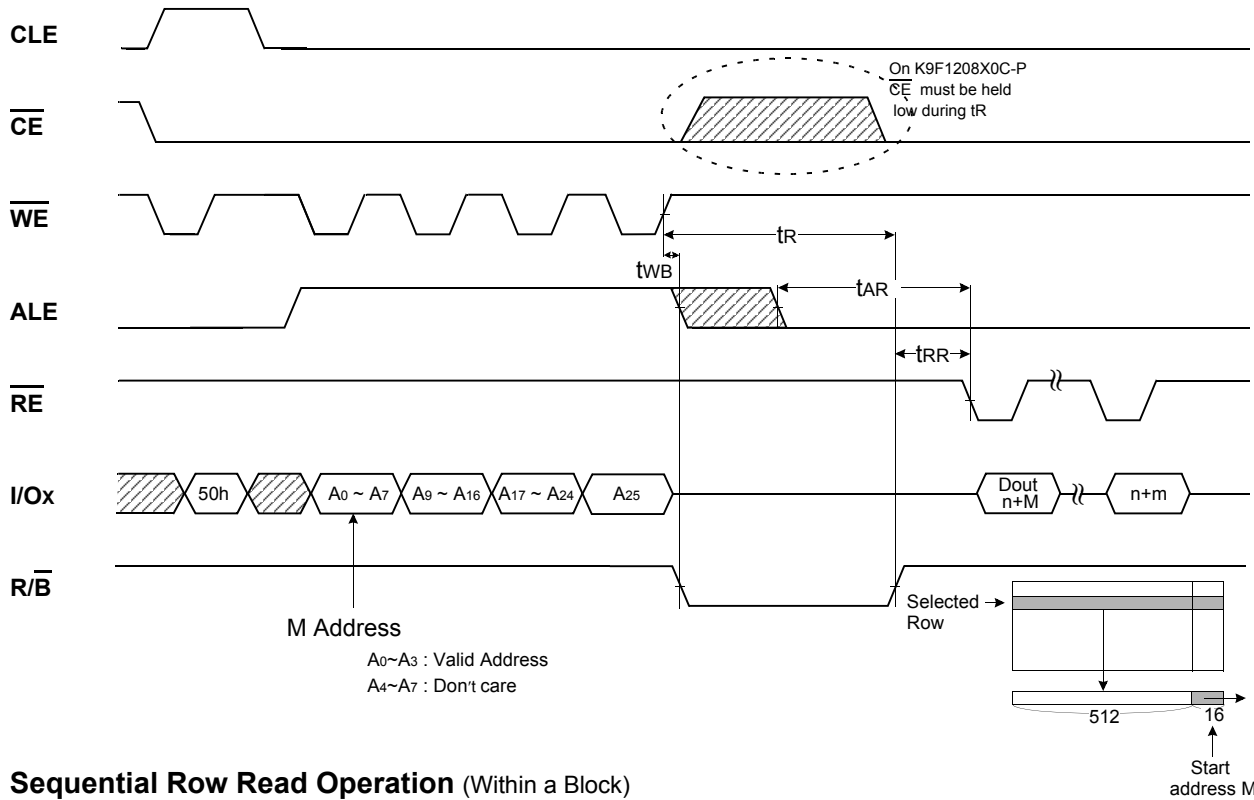 CLE
On K9F1208X0C-P
CE must be held
low during tR
CE
WE
tR
tWB
tAR
ALE
tRR
RE
I/Ox
50h
A0 ~ A7
A9 ~ A16
A17 ~ A24
A25
Dout
n+M
n+m
R/B
Selected
Row
M Address
A0~A3 : Valid Address
A4~A7 : Don't care
512
16
Start
address M
Sequential Row Read Operation (Within a Block)